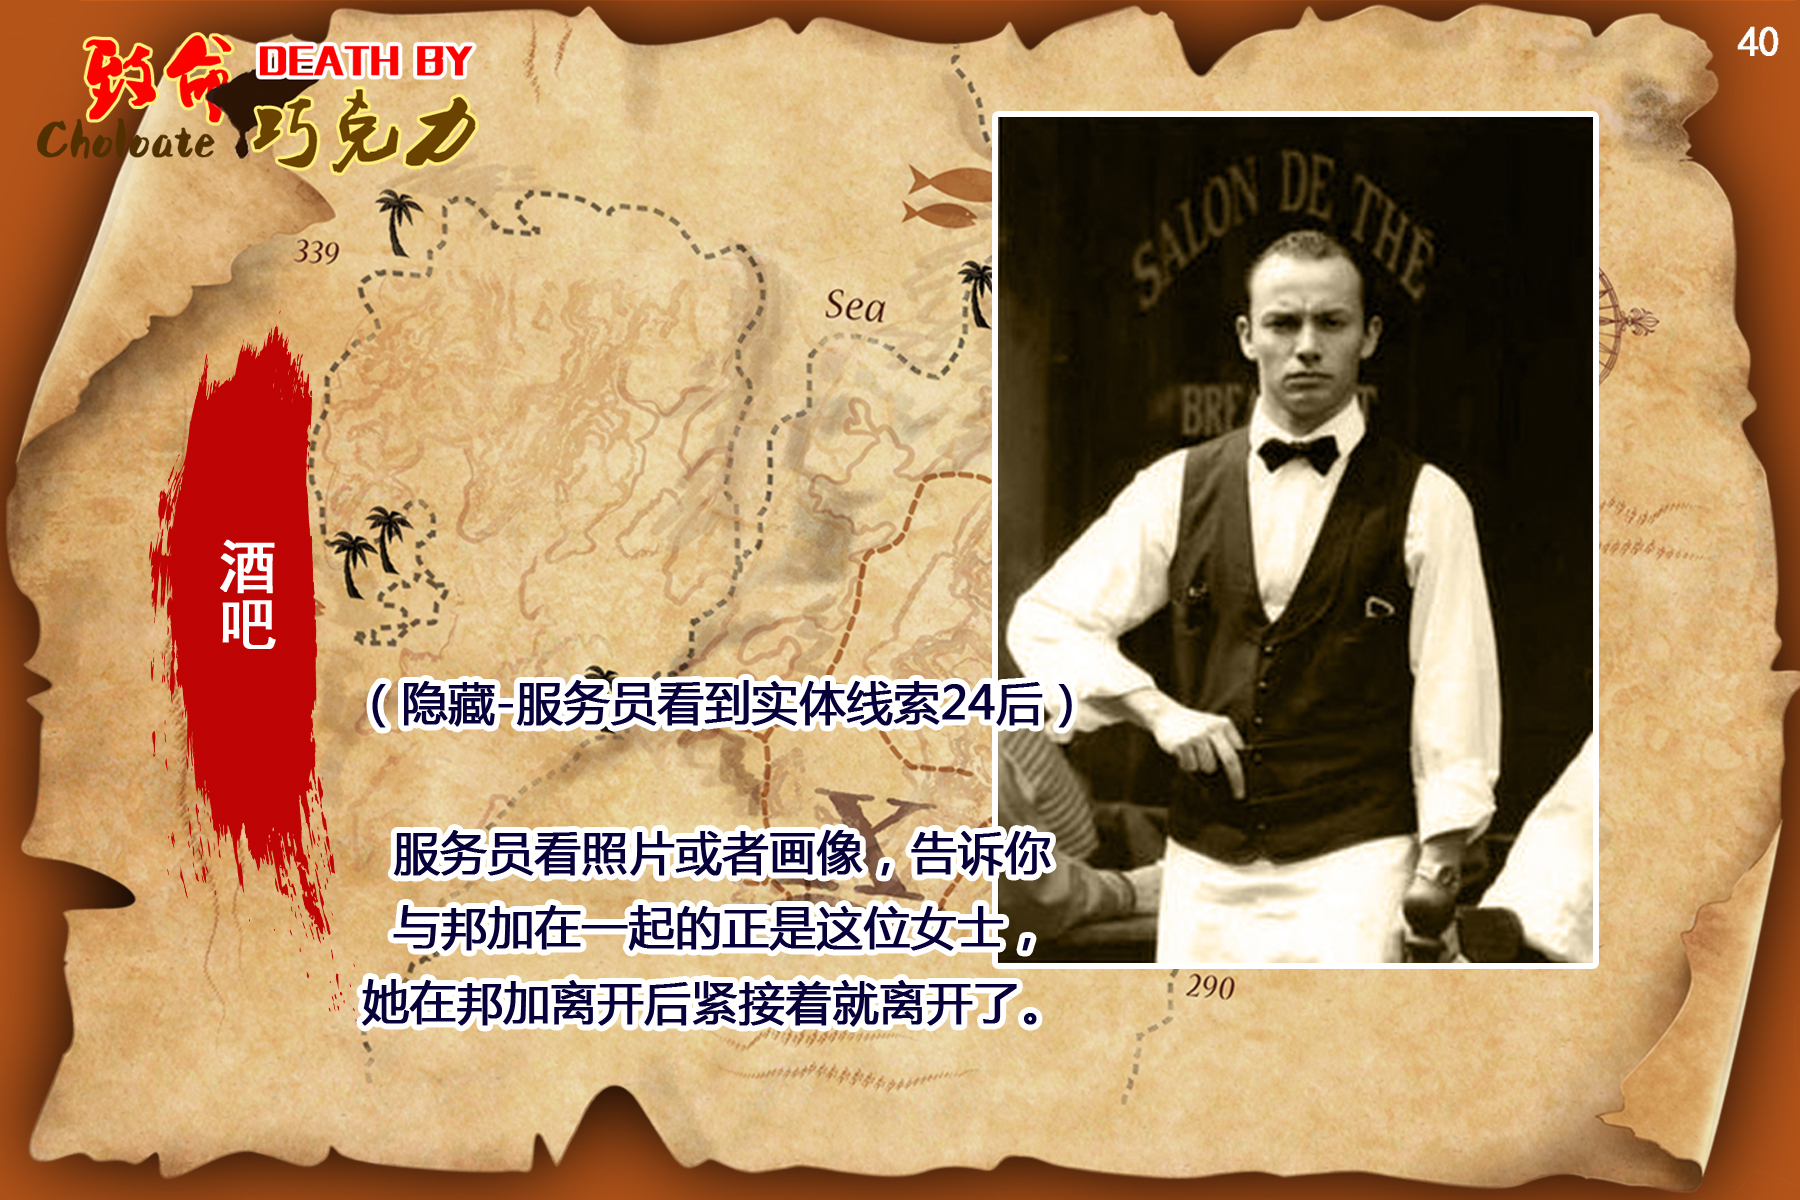 40
致命
DEATH BY
Choloate
巧克力
339
Sea
SALON DE THÉ
BRE
T
酒吧
（隐藏-服务员看到实体线索24后）
X
服务员看照片或者画像，告诉你
与邦加在一起的正是这位女士，
她在邦加离开后紧接着就离开了。
290